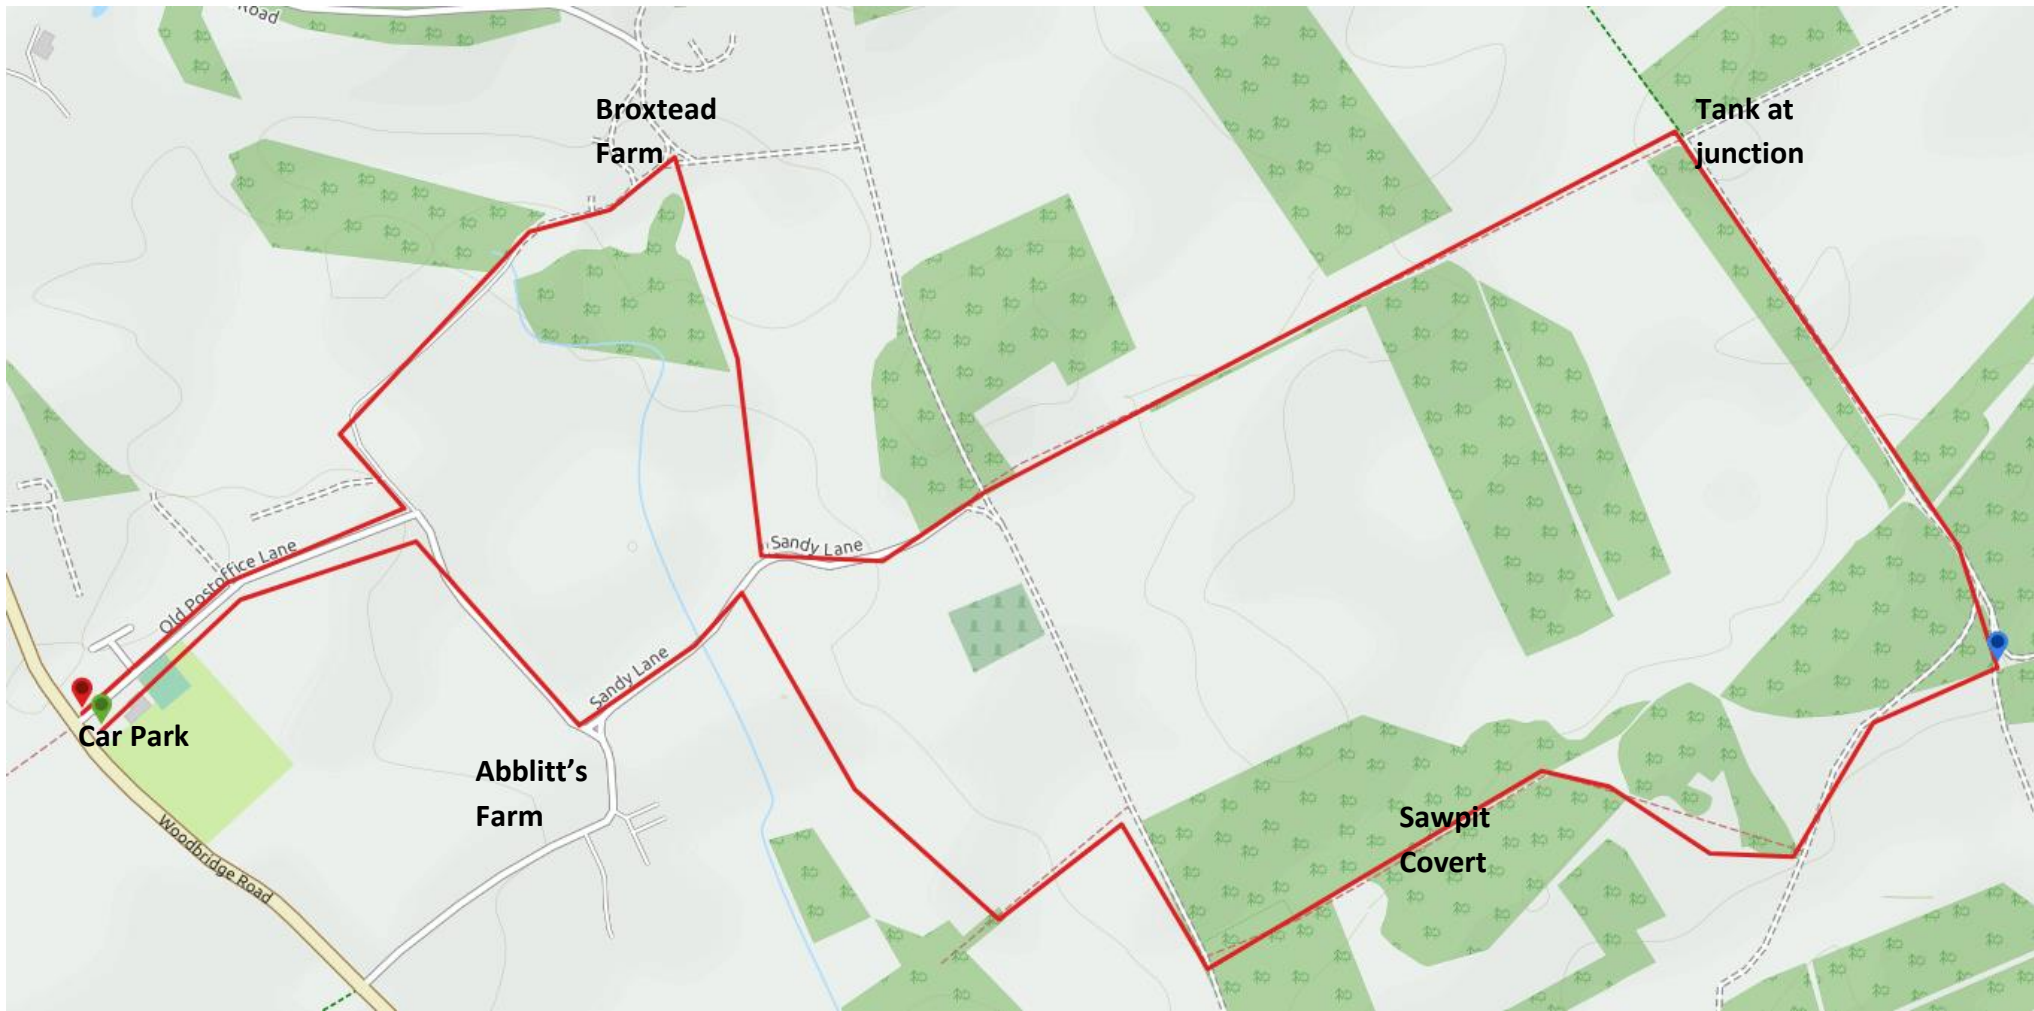 Road
Broxtead
Farm
Tank at
junction
Sandy Lane
Old Postoffice Lane
Sandy Lane
Car Park
Abblitt’s
Farm
Sawpit
Covert
Woodbridge Road